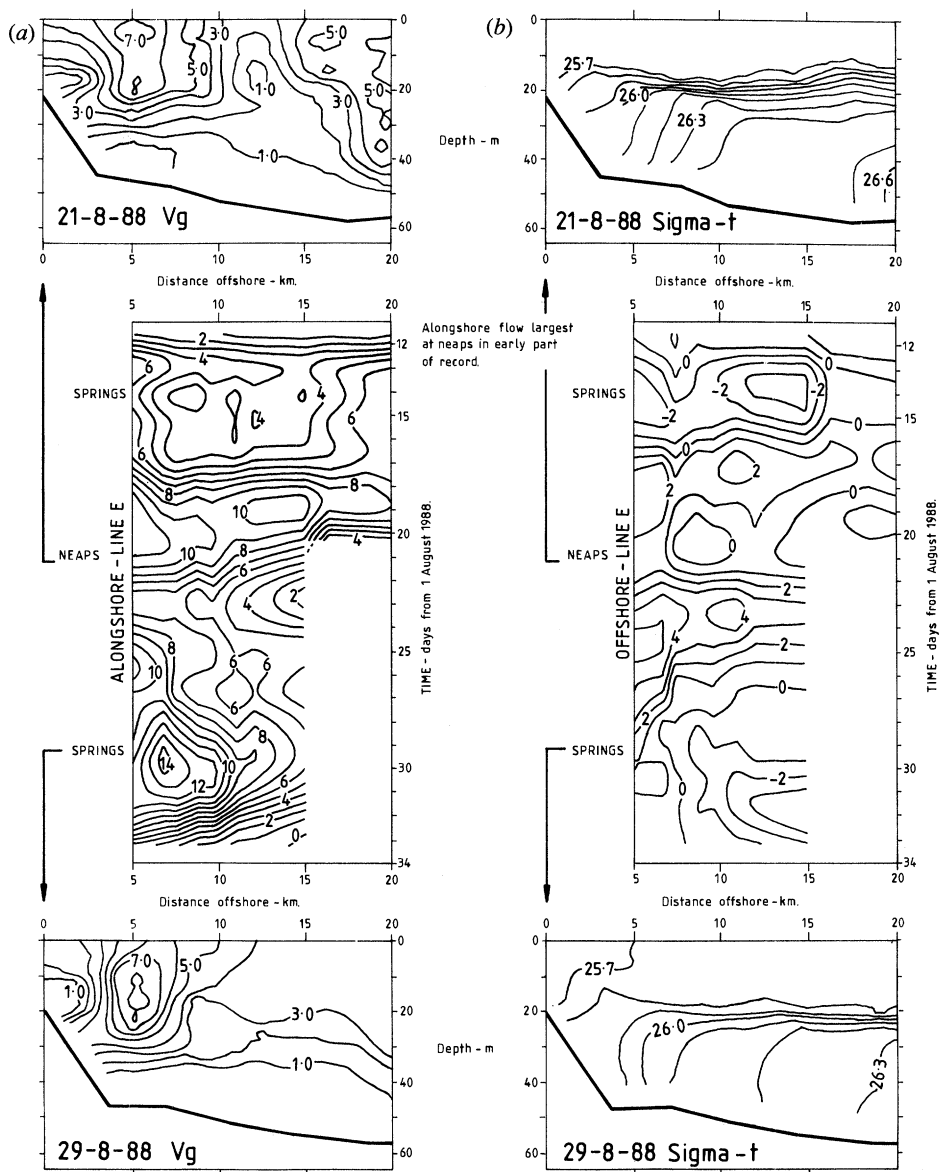 (a)
(b)
0
20
40
60
7·0
3·0
5·0
5·0
1·0
3·0
5·0
3·0
1·0
21-8-88 Vg
0 5 10 15 20
Distance offshore - km.
Depth - m
0
20
40
60
25·7
26·0
26·3
26·6
21-8-88 Sigma-t
0 5 10 15 20
Distance offshore - km.
Alongshore flow largest
at neaps in early part
of record.
5 10 15 20
SPRINGS
NEAPS
SPRINGS
ALONGSHORE - LINE E
2
4
6
4
4
6
6
8
8
10
10
8
6
4
4
2
8
10
6
6
6
8
14
12
10
6
4
2
0
12
15
20
25
30
34
TIME - days from 1 August 1988.
5 10 15 20
Distance offshore - km.
5 10 15 20
SPRINGS
NEAPS
SPRINGS
OFFSHORE - LINE E
0
0
-2
-2
-2
0
0
2
2
0
0
2
4
4
2
0
2
0
-2
12
15
20
25
30
34
TIME - days from 1 August 1988.
5 10 15 20
Distance offshore - km.
0 5 10 15 20
0
20
40
60
7·0
5·0
1·0
3·0
1·0
29-8-88 Vg
Depth - m
0 5 10 15 20
0
20
40
60
25·7
26·0
26·3
29-8-88 Sigma-t